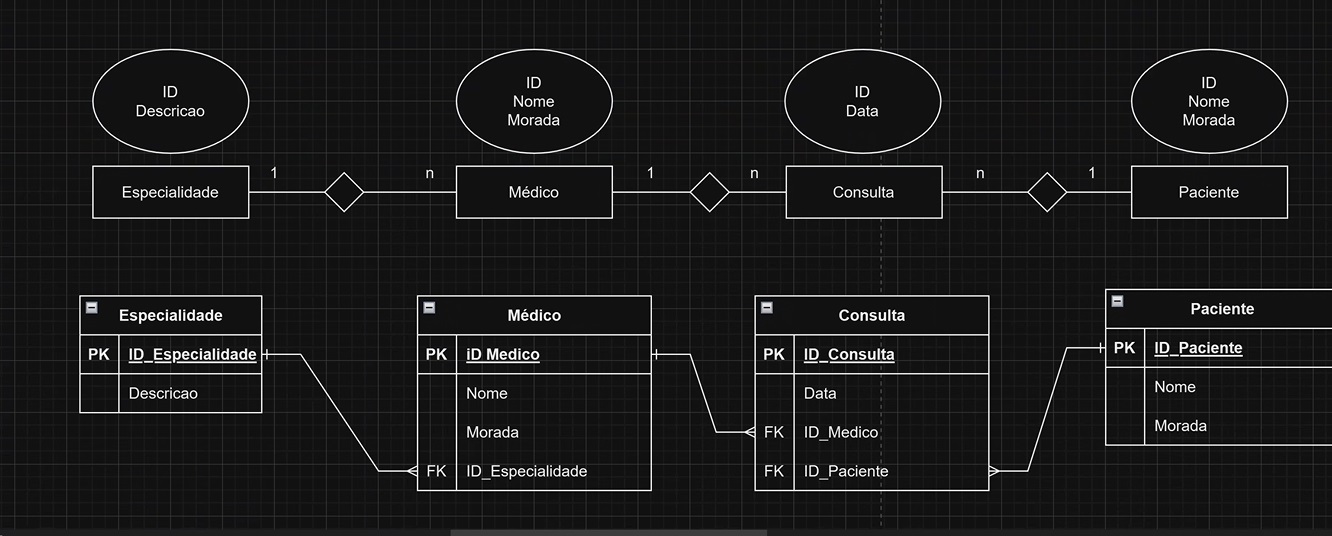 ID
Descricao
ID
Nome
Morada
ID
Data
ID
Nome
Morada
Especialidade
1
n
Médico
1
n
Consulta
n
1
Paciente
Especialidade
PK
ID_Especialidade
Descricao
Médico
PK
iD Medico
Nome
Morada
FK
ID_Especialidade
Consulta
PK
ID_Consulta
Data
FK
ID_Medico
FK
ID_Paciente
Paciente
PK
ID_Paciente
Nome
Morada